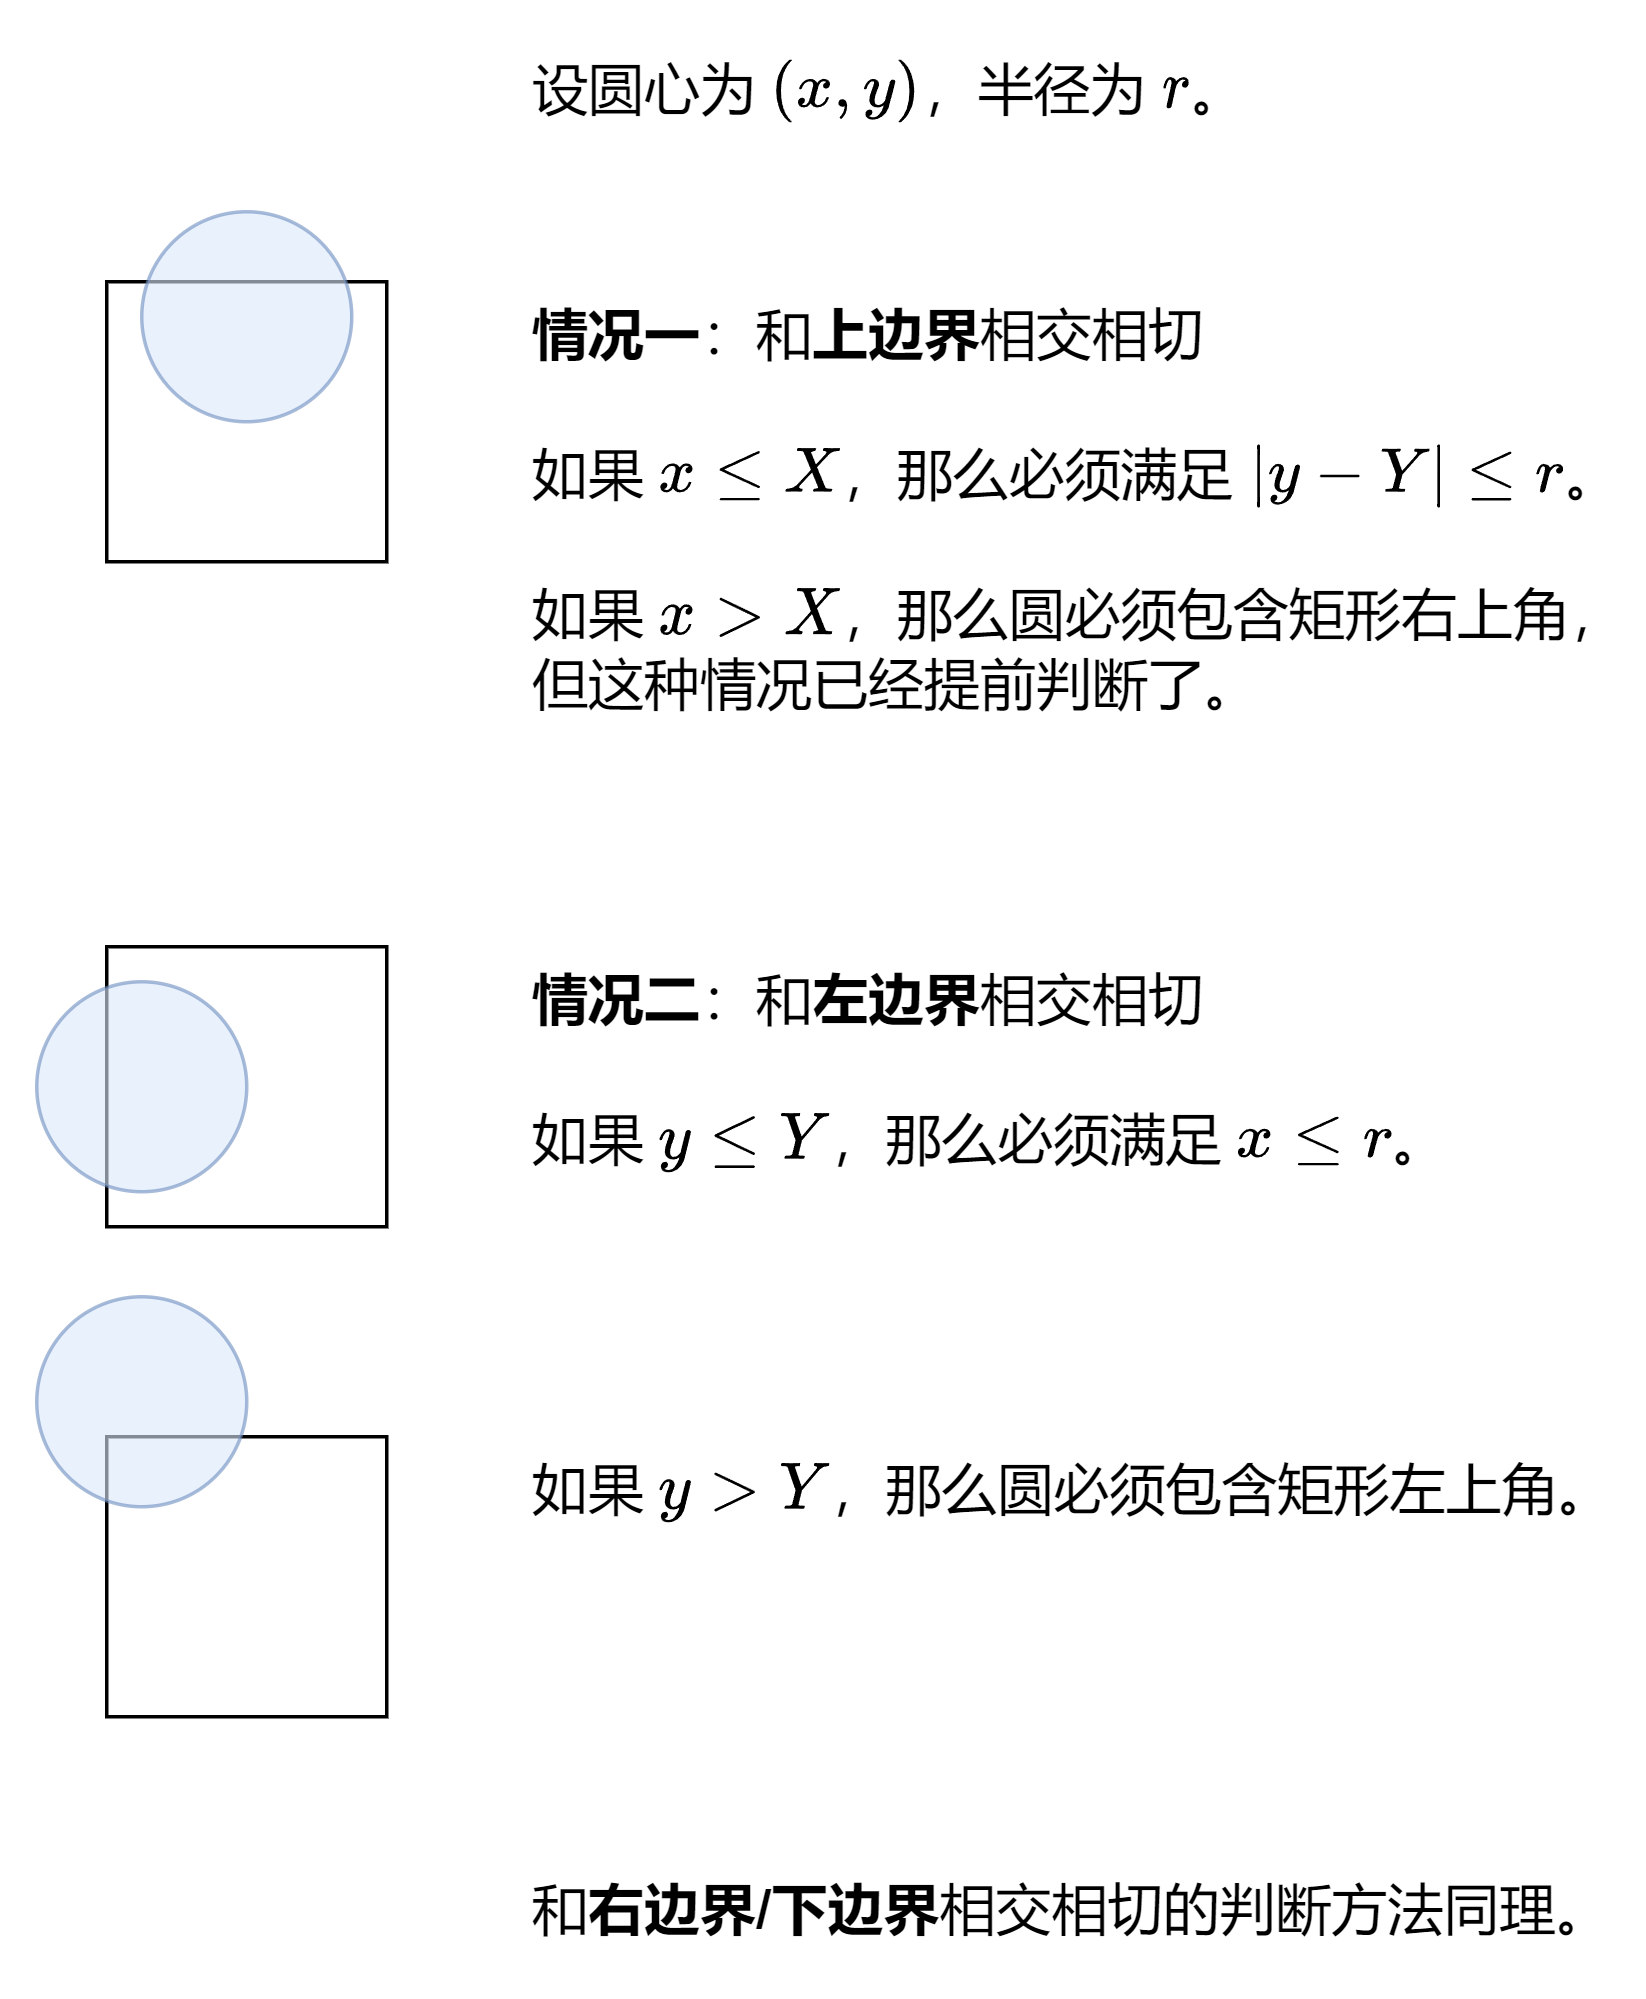 设圆心为 (x, y)，半径为 r。
情况一：和上边界相交相切
如果 x ≤ X，那么必须满足 |y − Y| ≤ r。
如果 x > X，那么圆必须包含矩形右上角，
但这种情况已经提前判断了。
情况二：和左边界相交相切
如果 y ≤ Y，那么必须满足 x ≤ r。
如果 y > Y，那么圆必须包含矩形左上角。
和右边界/下边界相交相切的判断方法同理。